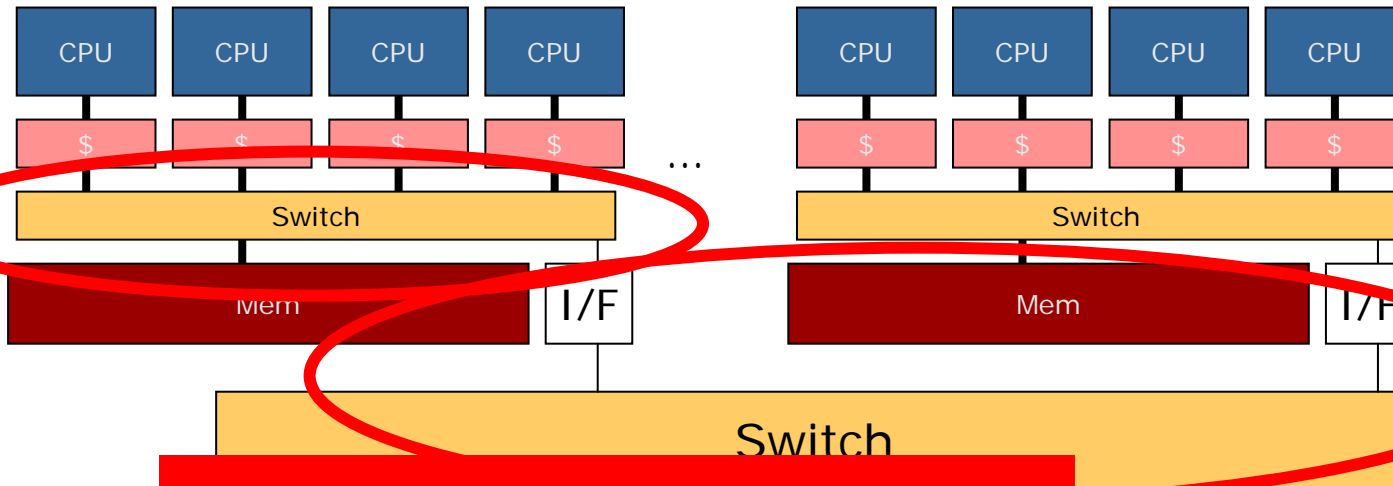 CPU CPU CPU CPU CPU CPU CPU CPU
$ $ $ $ ... $ $ $ $
Switch Switch
Mem I/F Mem I/F
Switch